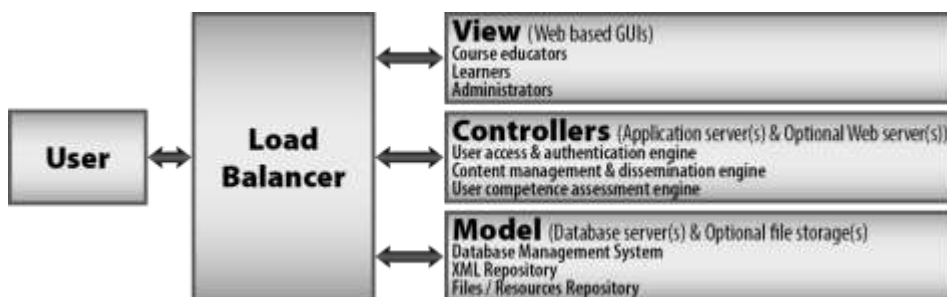 User
Load
Balancer
View (Web based GUIs)
Course educators
Learners
Administrators
Controllers (Application server(s) & Optional Web server(s))
User access & authentication engine
Content management & dissemination engine
User competence assessment engine
Model (Database server(s) & Optional file storage(s)
Database Management System
XML Repository
Files / Resources Repository